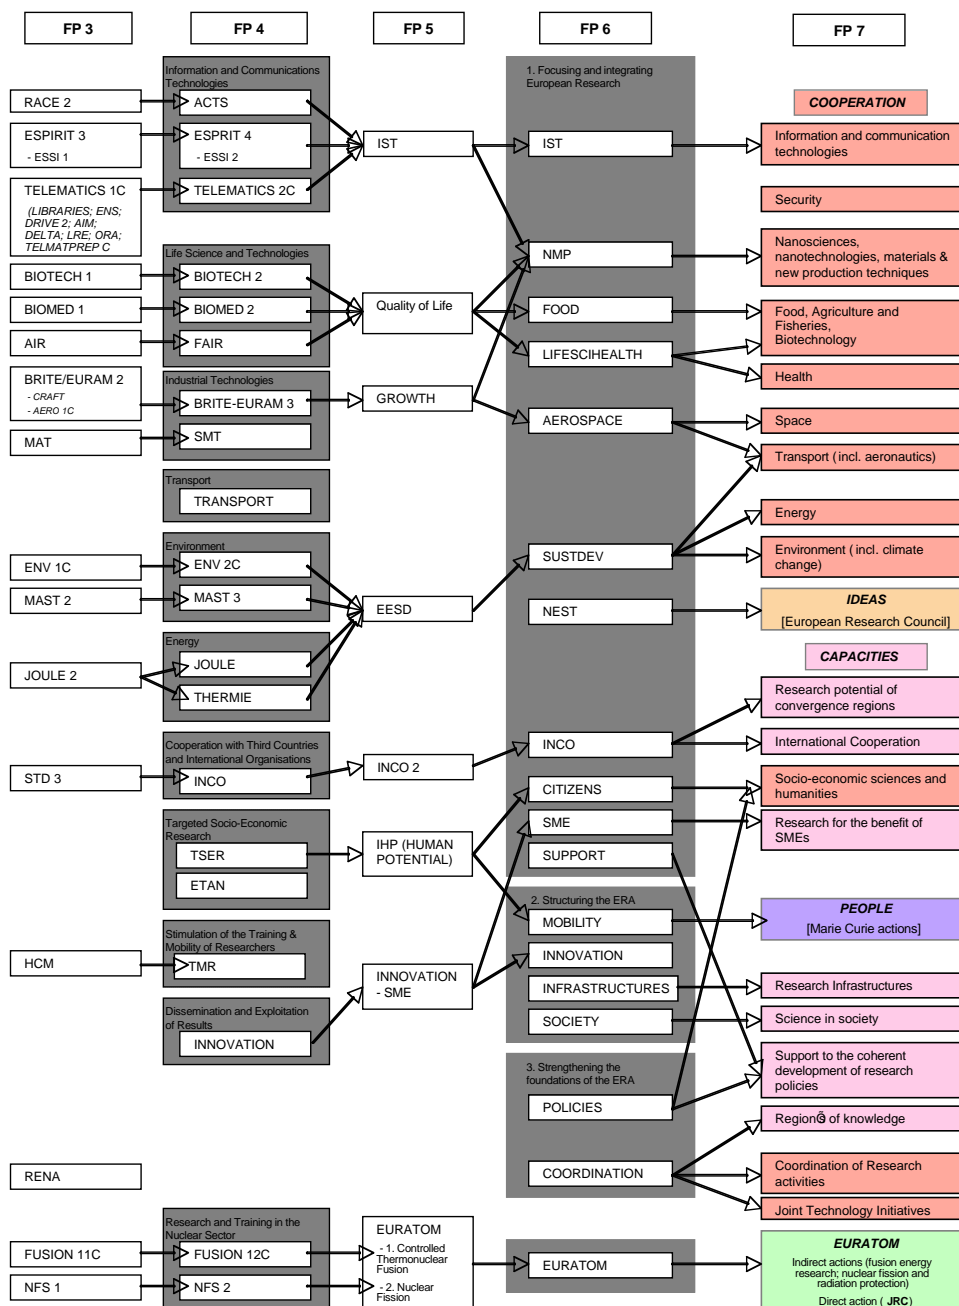 FP 3
FP 4
FP 5
FP 6
FP 7
RACE 2
ESPIRIT 3
- ESSI 1
TELEMATICS 1C
(LIBRARIES; ENS;
DRIVE 2; AIM;
DELTA; LRE; ORA;
TELMATPREP C
BIOTECH 1
BIOMED 1
AIR
BRITE/EURAM 2
- CRAFT
- AERO 1C
MAT
ENV 1C
MAST 2
JOULE 2
STD 3
HCM
RENA
FUSION 11C
NFS 1
Information and Communications
Technologies
ACTS
ESPRIT 4
- ESSI 2
TELEMATICS 2C
Life Science and Technologies
BIOTECH 2
BIOMED 2
FAIR
Industrial Technologies
BRITE-EURAM 3
SMT
Transport
TRANSPORT
Environment
ENV 2C
MAST 3
Energy
JOULE
THERMIE
Cooperation with Third Countries
and International Organisations
INCO
Targeted Socio-Economic
Research
TSER
ETAN
Stimulation of the Training &
Mobility of Researchers
TMR
Dissemination and Exploitation
of Results
INNOVATION
Research and Training in the
Nuclear Sector
FUSION 12C
NFS 2
IST
Quality of Life
GROWTH
EESD
INCO 2
IHP (HUMAN
POTENTIAL)
INNOVATION
- SME
EURATOM
- 1. Controlled
Thermonuclear
Fusion
- 2. Nuclear
Fission
1. Focusing and integrating
European Research
IST
NMP
FOOD
LIFESCIHEALTH
AEROSPACE
SUSTDEV
NEST
INCO
CITIZENS
SME
SUPPORT
2. Structuring the ERA
MOBILITY
INNOVATION
INFRASTRUCTURES
SOCIETY
3. Strengthening the
foundations of the ERA
POLICIES
COORDINATION
EURATOM
COOPERATION
Information and communication
technologies
Security
Nanosciences,
nanotechnologies, materials &
new production techniques
Food, Agriculture and
Fisheries,
Biotechnology
Health
Space
Transport (incl. aeronautics)
Energy
Environment (incl. climate
change)
IDEAS
[European Research Council]
CAPACITIES
Research potential of
convergence regions
International Cooperation
Socio-economic sciences and
humanities
Research for the benefit of
SMEs
PEOPLE
[Marie Curie actions]
Research Infrastructures
Science in society
Support to the coherent
development of research
policies
of knowledge
Coordination of Research
activities
Joint Technology Initiatives
EURATOM
Indirect actions (fusion energy
research; nuclear fission and
radiation protection)
Direct action ( JRC)